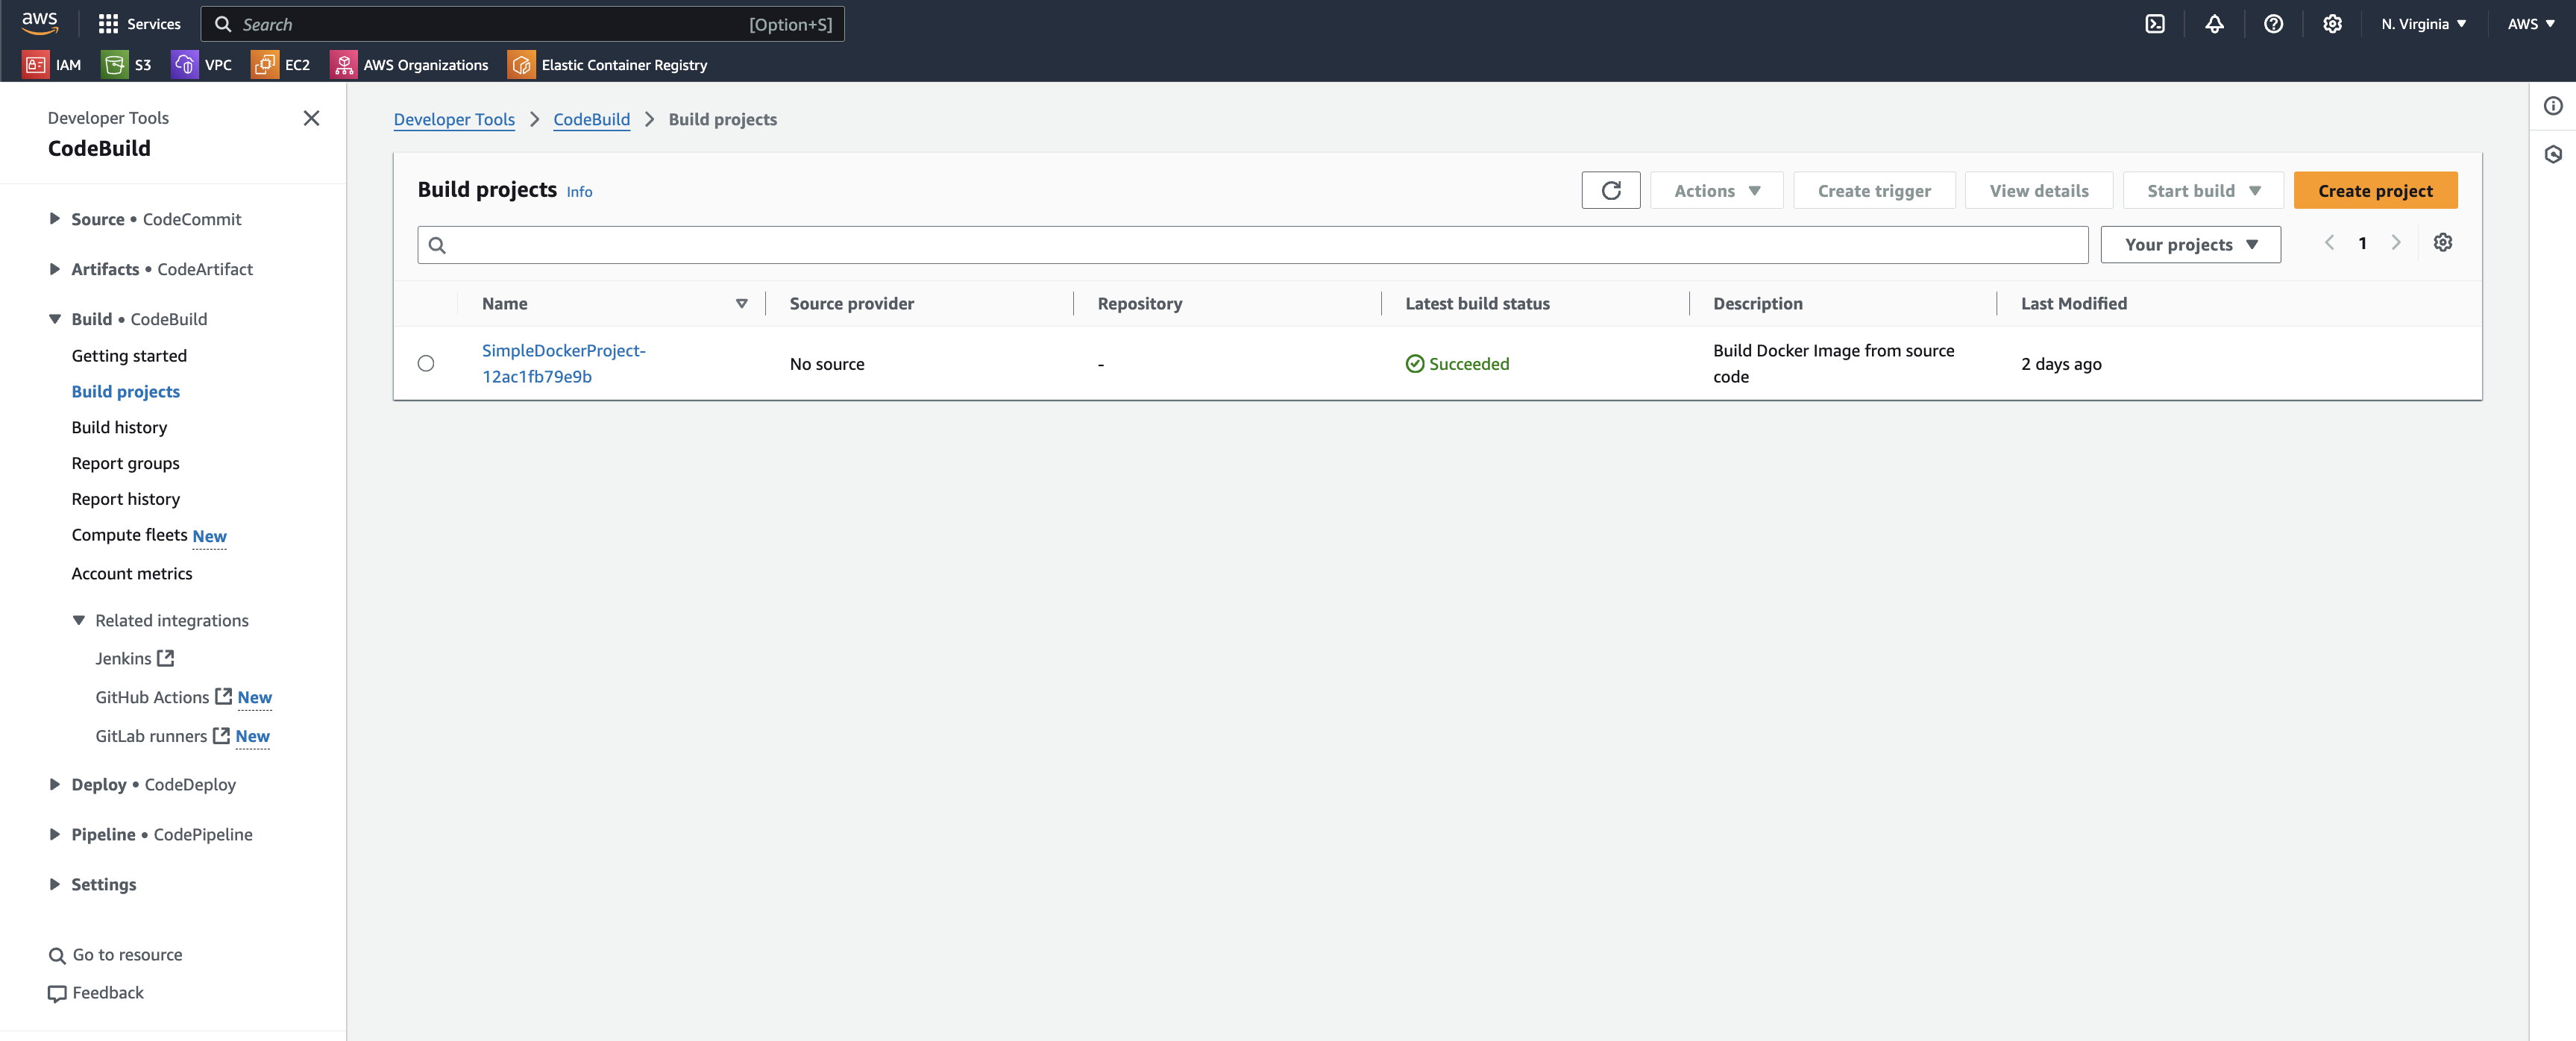 aws
Services
Search
[Option+S]
N. Virginia
AWS
IAM
S3
VPC
EC2
AWS Organizations
Elastic Container Registry
Developer Tools
CodeBuild
Source • CodeCommit
Artifacts • CodeArtifact
Build • CodeBuild
Getting started
Build projects
Build history
Report groups
Report history
Compute fleets New
Account metrics
Related integrations
Jenkins
GitHub Actions New
GitLab runners New
Deploy • CodeDeploy
Pipeline • CodePipeline
Settings
Go to resource
Feedback
Developer Tools
CodeBuild
Build projects
Build projects Info
Actions
Create trigger
View details
Start build
Create project
Your projects
1
Name
Source provider
Repository
Latest build status
Description
Last Modified
SimpleDockerProject-
12ac1fb79e9b
No source
-
Succeeded
Build Docker Image from source
code
2 days ago